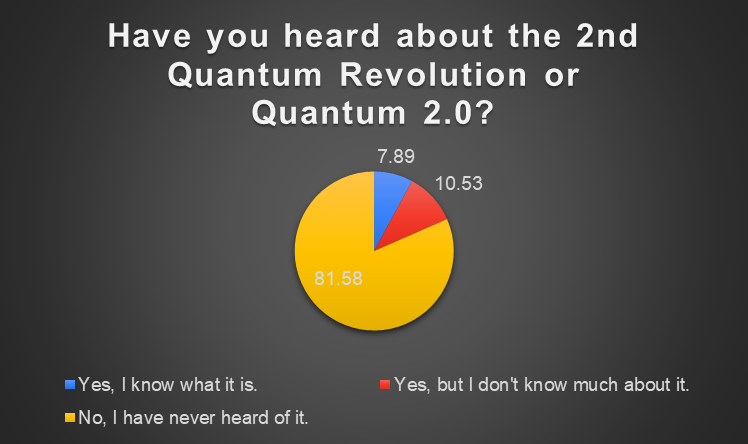 Have you heard about the 2nd
Quantum Revolution or
Quantum 2.0?
7.89
10.53
81.58
Yes, I know what it is.
Yes, but I don't know much about it.
No, I have never heard of it.